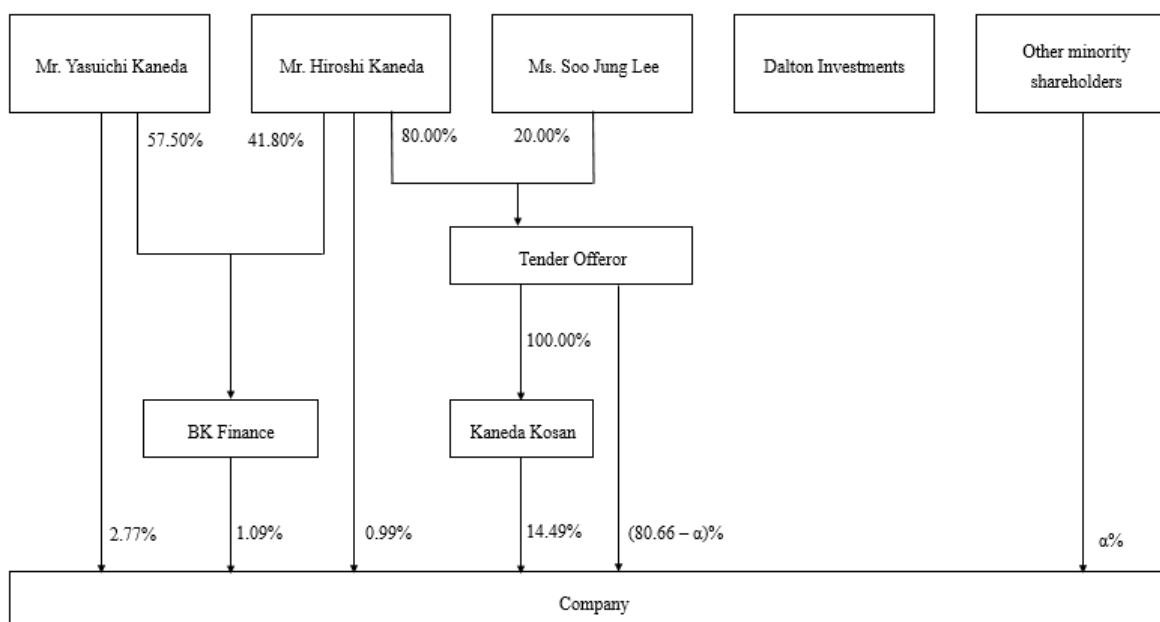 Mr. Yasuichi Kaneda
Mr. Hiroshi Kaneda
Ms. Soo Jung Lee
Dalton Investments
Other minority
shareholders
57.50%
41.80%
80.00%
20.00%
Tender Offeror
100.00%
BK Finance
Kaneda Kosan
2.77%
1.09%
0.99%
14.49%
(80.66 – α)%
α%
Company